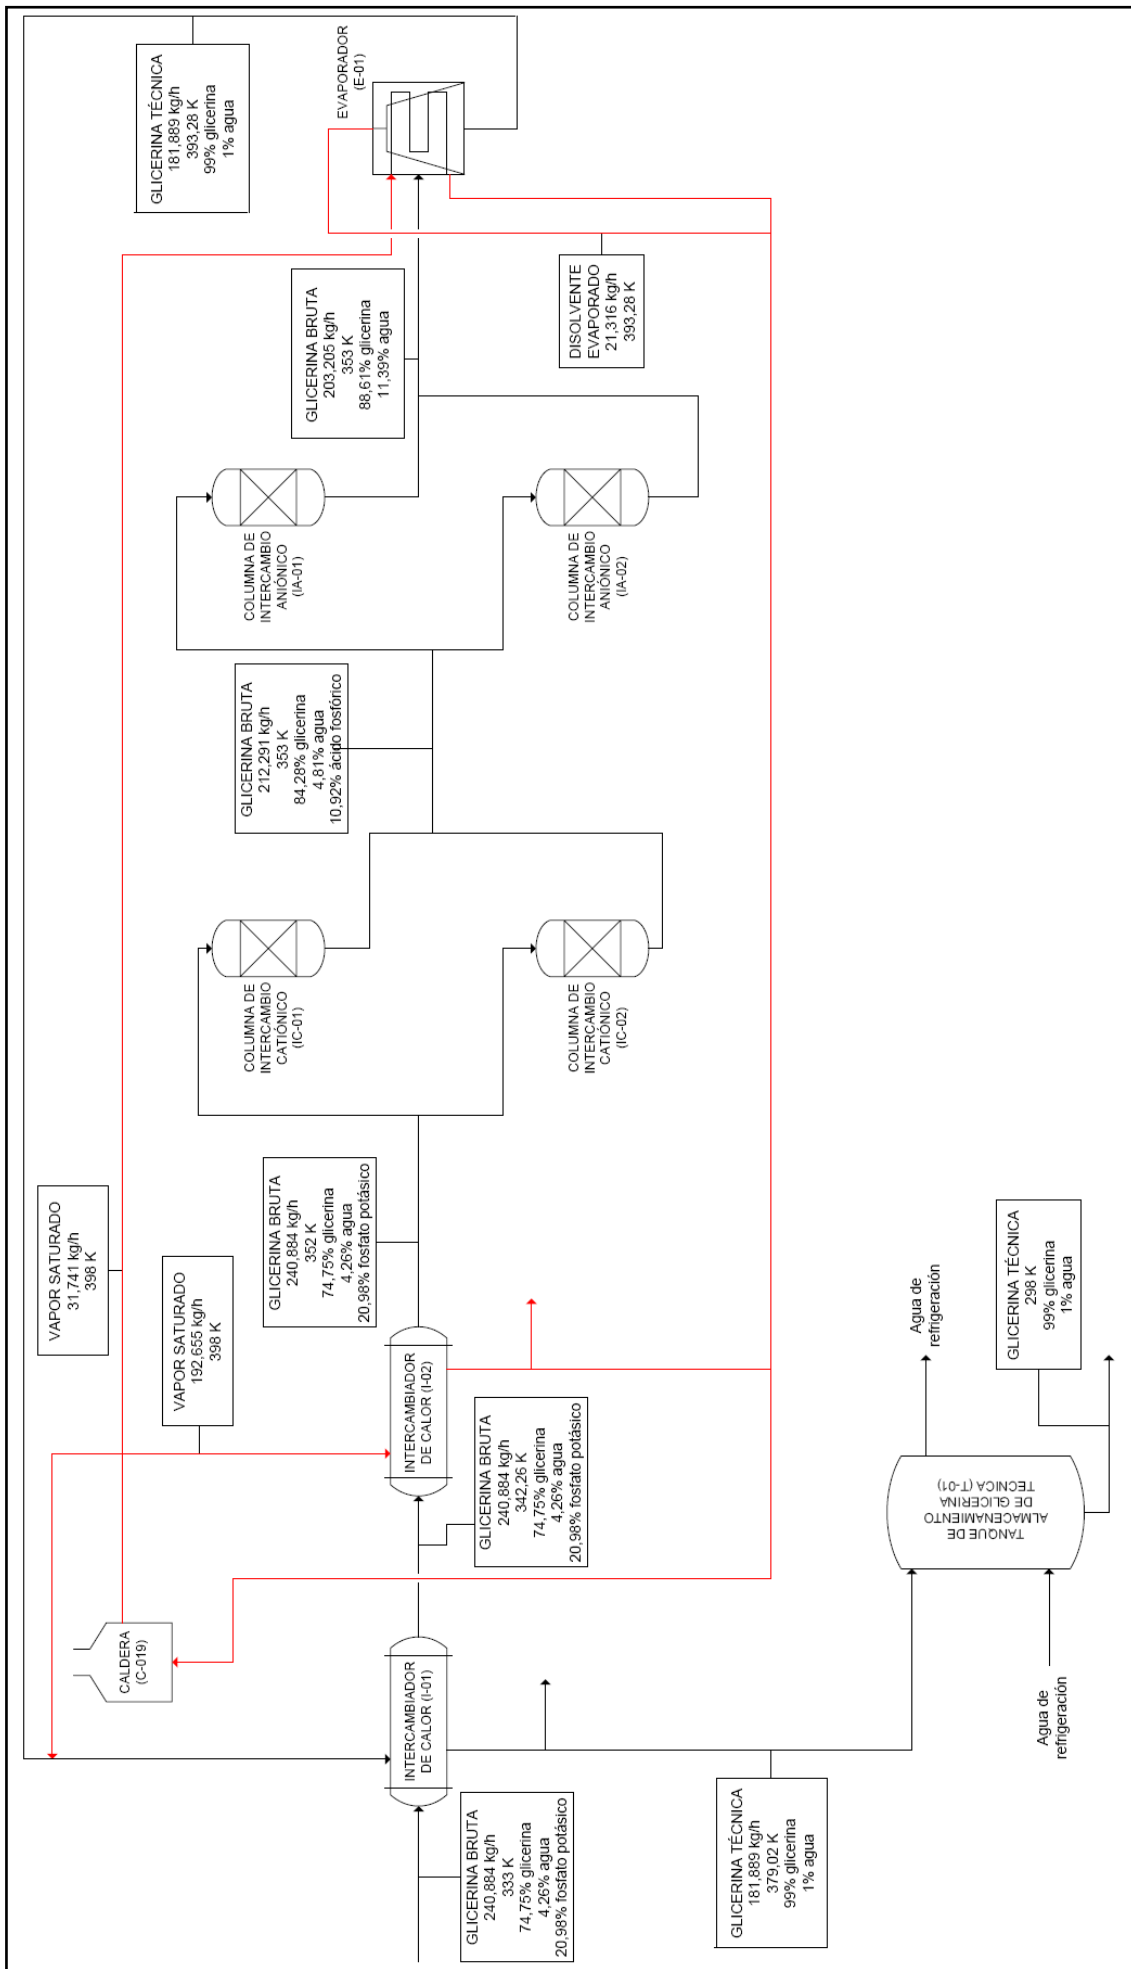 GLICERINA TÉCNICA
181,889 kg/h
393,28 K
99% glicerina
1% agua
EVAPORADOR
(E-01)
DISOLVENTE
EVAPORADO
21,316 kg/h
393,28 K
GLICERINA BRUTA
203,205 kg/h
353 K
88,61% glicerina
11,39% agua
COLUMNA DE
INTERCAMBIO
ANIÓNICO
(IA-01)
COLUMNA DE
INTERCAMBIO
ANIÓNICO
(IA-02)
GLICERINA BRUTA
212,291 kg/h
353 K
84,28% glicerina
4,81% agua
10,92% ácido fosfórico
COLUMNA DE
INTERCAMBIO
CATIÓNICO
(IC-01)
COLUMNA DE
INTERCAMBIO
CATIÓNICO
(IC-02)
VAPOR SATURADO
31,741 kg/h
398 K
VAPOR SATURADO
192,655 kg/h
398 K
GLICERINA BRUTA
240,884 kg/h
352 K
74,75% glicerina
4,26% agua
20,98% fosfato potásico
INTERCAMBIADOR
DE CALOR (I-02)
GLICERINA BRUTA
240,884 kg/h
342,26 K
74,75% glicerina
4,26% agua
20,98% fosfato potásico
CALDERA
(C-019)
INTERCAMBIADOR
DE CALOR (I-01)
GLICERINA BRUTA
240,884 kg/h
333 K
74,75% glicerina
4,26% agua
20,98% fosfato potásico
GLICERINA TÉCNICA
181,889 kg/h
379,02 K
99% glicerina
1% agua
Agua de
refrigeración
TANQUE DE
ALMACENAMIENTO
DE GLICERINA
TECNICA (T-01)
Agua de
refrigeración
GLICERINA TÉCNICA
298 K
99% glicerina
1% agua